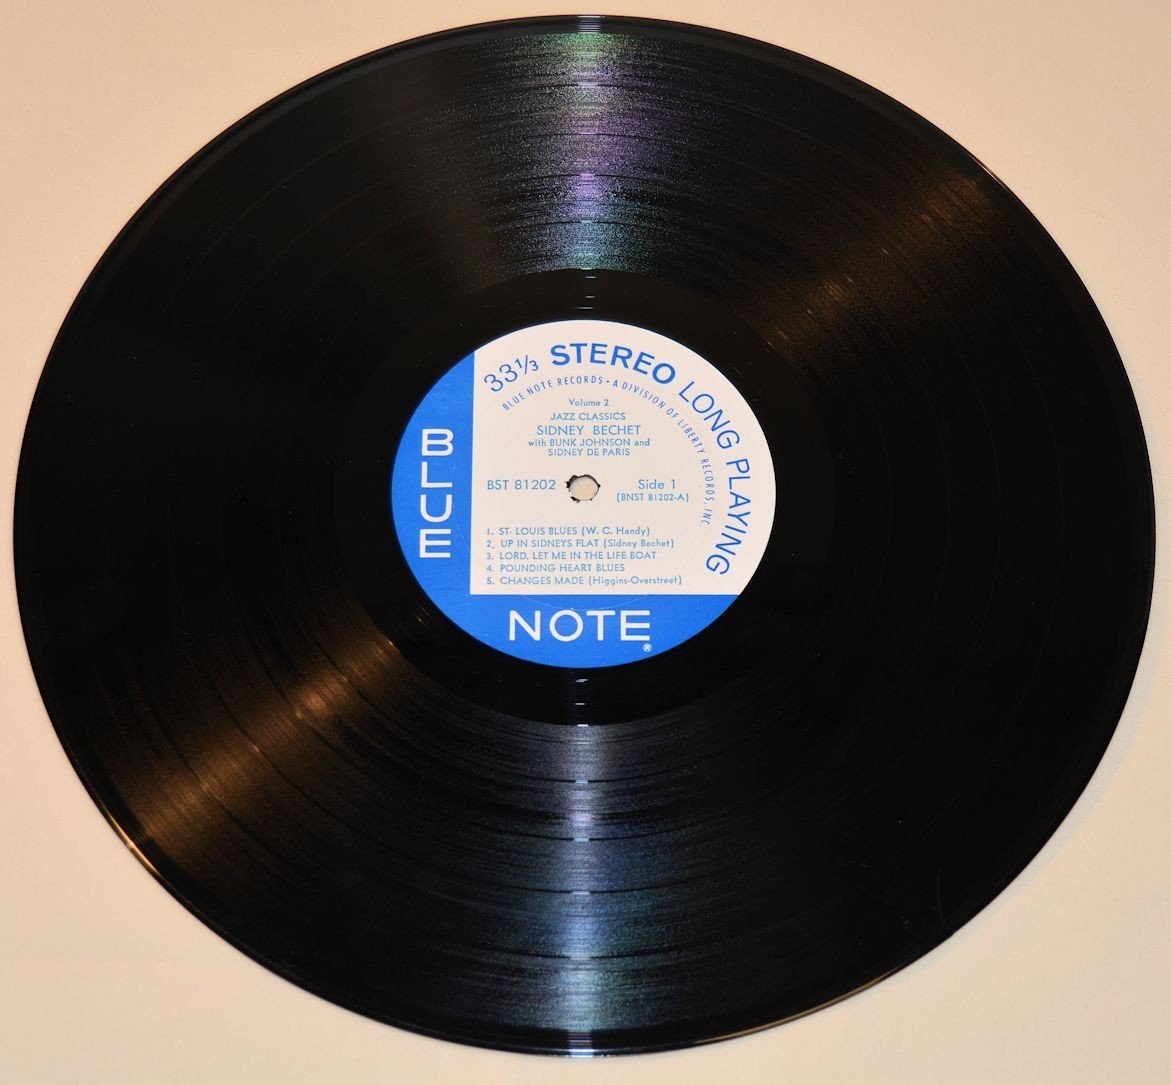 33⅓ STEREO LONG PLAYING
BLUE NOTE RECORDS • A DIVISION OF LIBERTY RECORDS, INC
Volume 2
JAZZ CLASSICS
SIDNEY BECHET
with BUNK JOHNSON and
SIDNEY DE PARIS
BST 81202
Side 1
(BNST 81202-A)
1. ST- LOUIS BLUES (W. C. Handy)
2, UP IN SIDNEYS FLAT (Sidney Bechet)
3. LORD, LET ME IN THE LIFE BOAT
4. POUNDING HEART BLUES
5. CHANGES MADE (Higgins-Overstreet)
BLUE
NOTE®